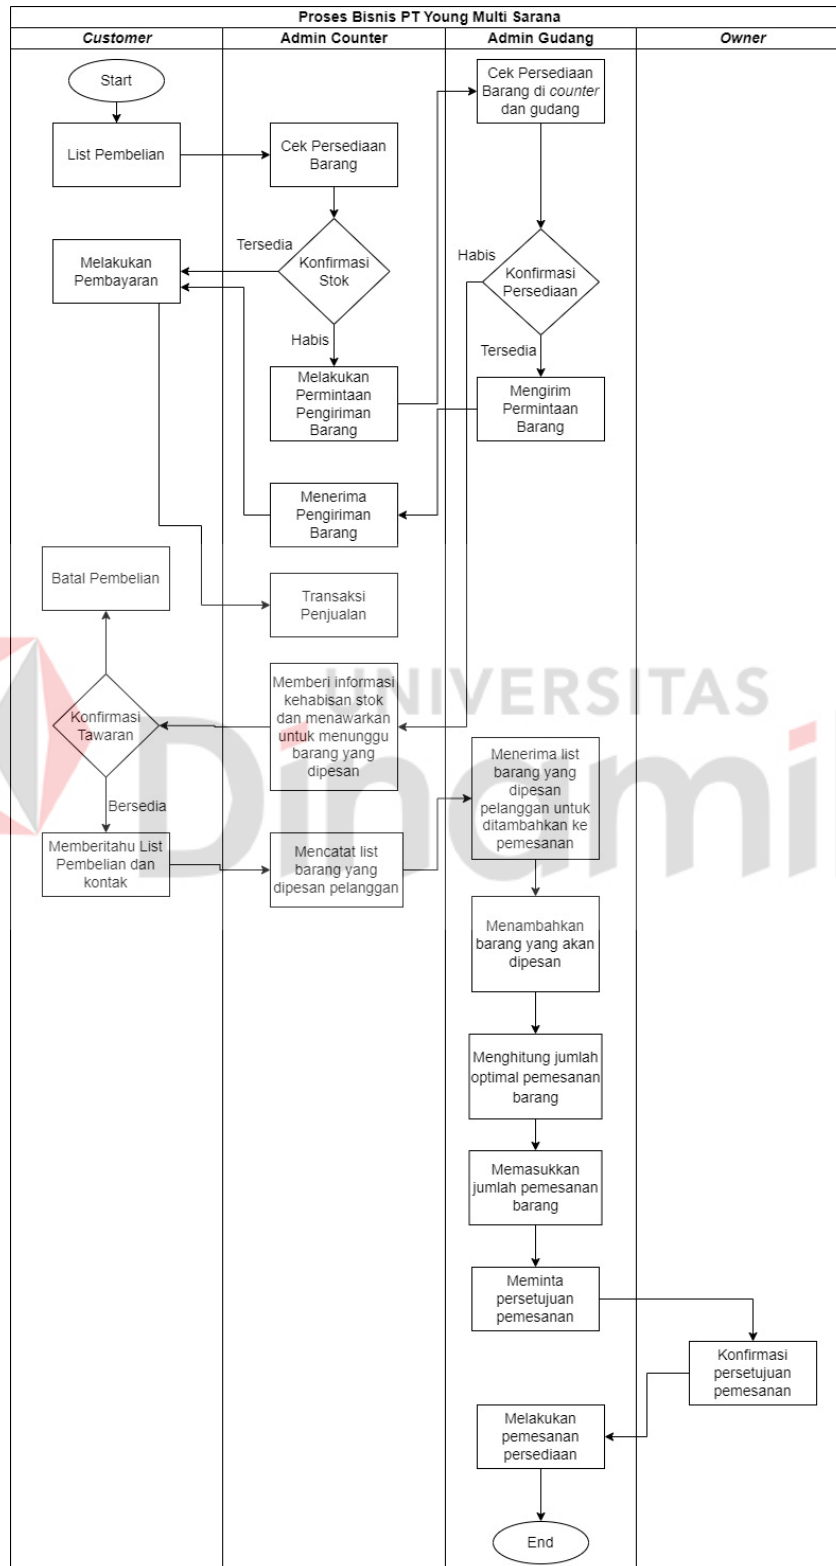 Proses Bisnis PT Young Multi Sarana
Customer
Admin Counter
Admin Gudang
Owner
Start
Cek Persediaan
Barang di counter
dan gudang
List Pembelian
Cek Persediaan
Barang
Tersedia
Habis
Melakukan
Pembayaran
Konfirmasi
Stok
Konfirmasi
Persediaan
Habis
Tersedia
Melakukan
Permintaan
Pengiriman
Barang
Mengirim
Permintaan
Barang
Menerima
Pengiriman
Barang
Batal Pembelian
Transaksi
Penjualan
Memberi informasi
kehabisan stok
dan menawarkan
untuk menunggu
barang yang
dipesan
Konfirmasi
Tawaran
UNIVERSITAS
Dinami
Menerima list
barang yang
dipesan
pelanggan untuk
ditambahkan ke
pemesanan
Bersedia
Memberitahu List
Pembelian dan
kontak
Mencatat list
barang yang
dipesan pelanggan
Menambahkan
barang yang akan
dipesan
Menghitung jumlah
optimal pemesanan
barang
Memasukkan
jumlah pemesanan
barang
Meminta
persetujuan
pemesanan
Konfirmasi
persetujuan
pemesanan
Melakukan
pemesanan
persediaan
End